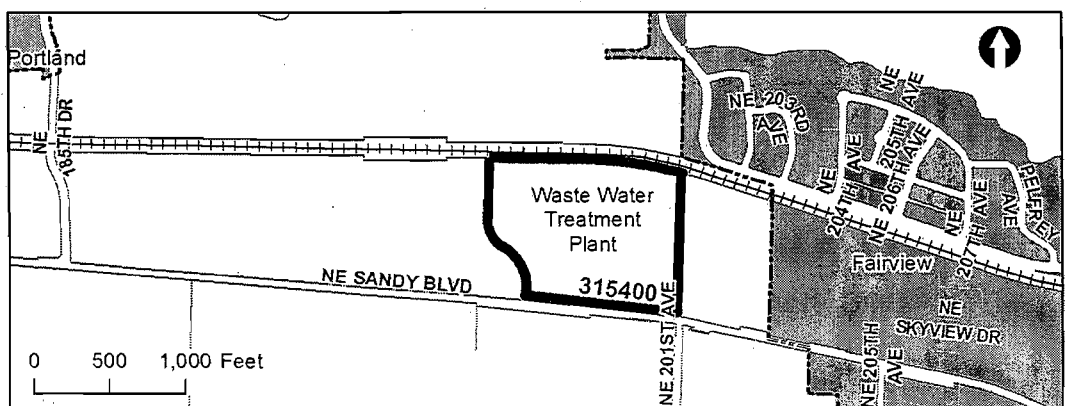 Portland
NE
185TH DR
NE 203RD
AVE
A
NE
AVE
205TH
NE
204TH AVE
NE
206TH AVE
NE
207TH AVE
PELFREY
AVE
Waste Water
Treatment
Plant
Fairview
NE SANDY BLVD
315400
NE 201ST AVE
NE
SKYVIEW DR
NE 205TH
AVE
0 500 1,000 Feet